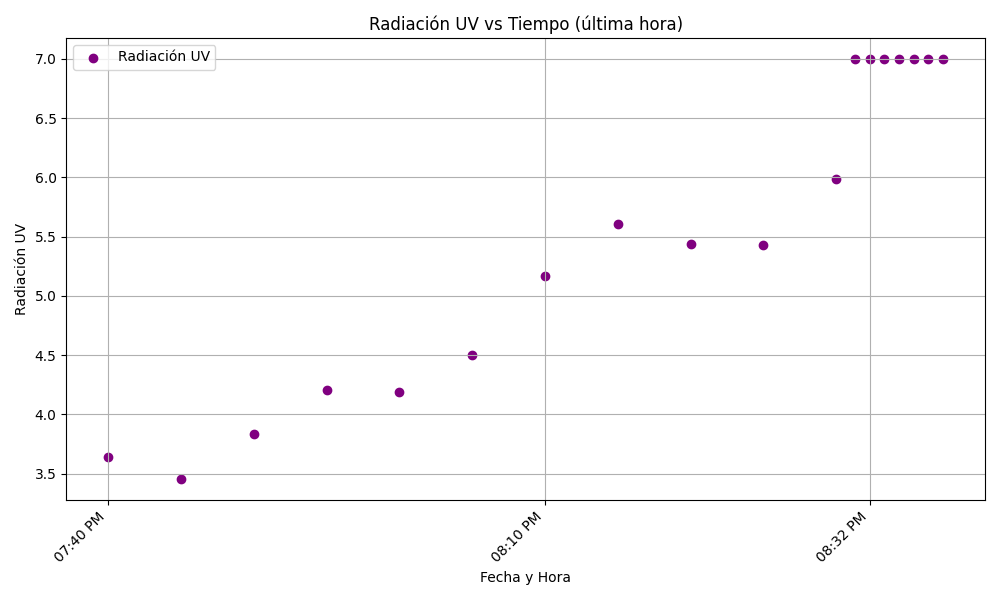 Radiación UV vs Tiempo (última hora)
Radiación UV
7.0
6.5
6.0
5.5
5.0
4.5
4.0
3.5
Radiación UV
07:40 PM
08:10 PM
08:32 PM
Fecha y Hora